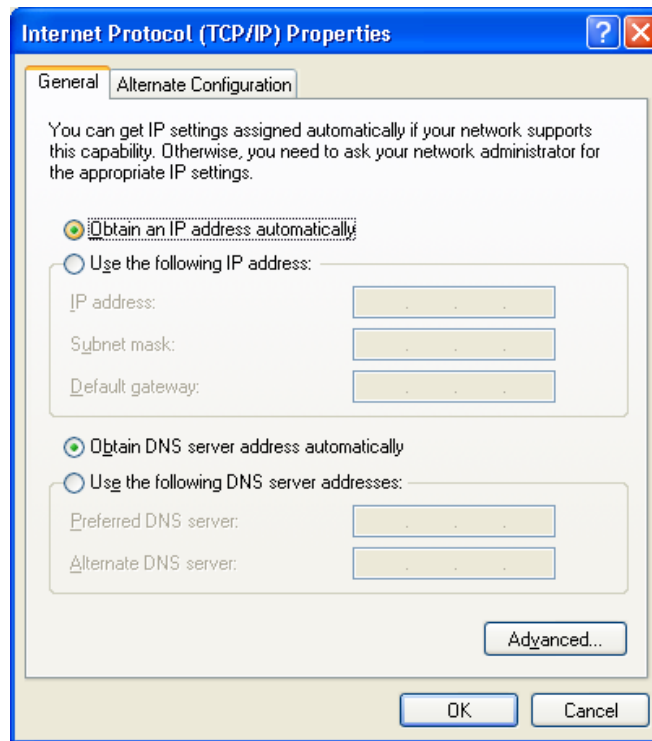 Internet Protocol (TCP/IP) Properties
General
Alternate Configuration
You can get IP settings assigned automatically if your network supports
this capability. Otherwise, you need to ask your network administrator for
the appropriate IP settings.
Obtain an IP address automatically
Use the following IP address:
IP address:
Subnet mask:
Default gateway:
Obtain DNS server address automatically
Use the following DNS server addresses:
Preferred DNS server:
Alternate DNS server:
Advanced...
OK
Cancel